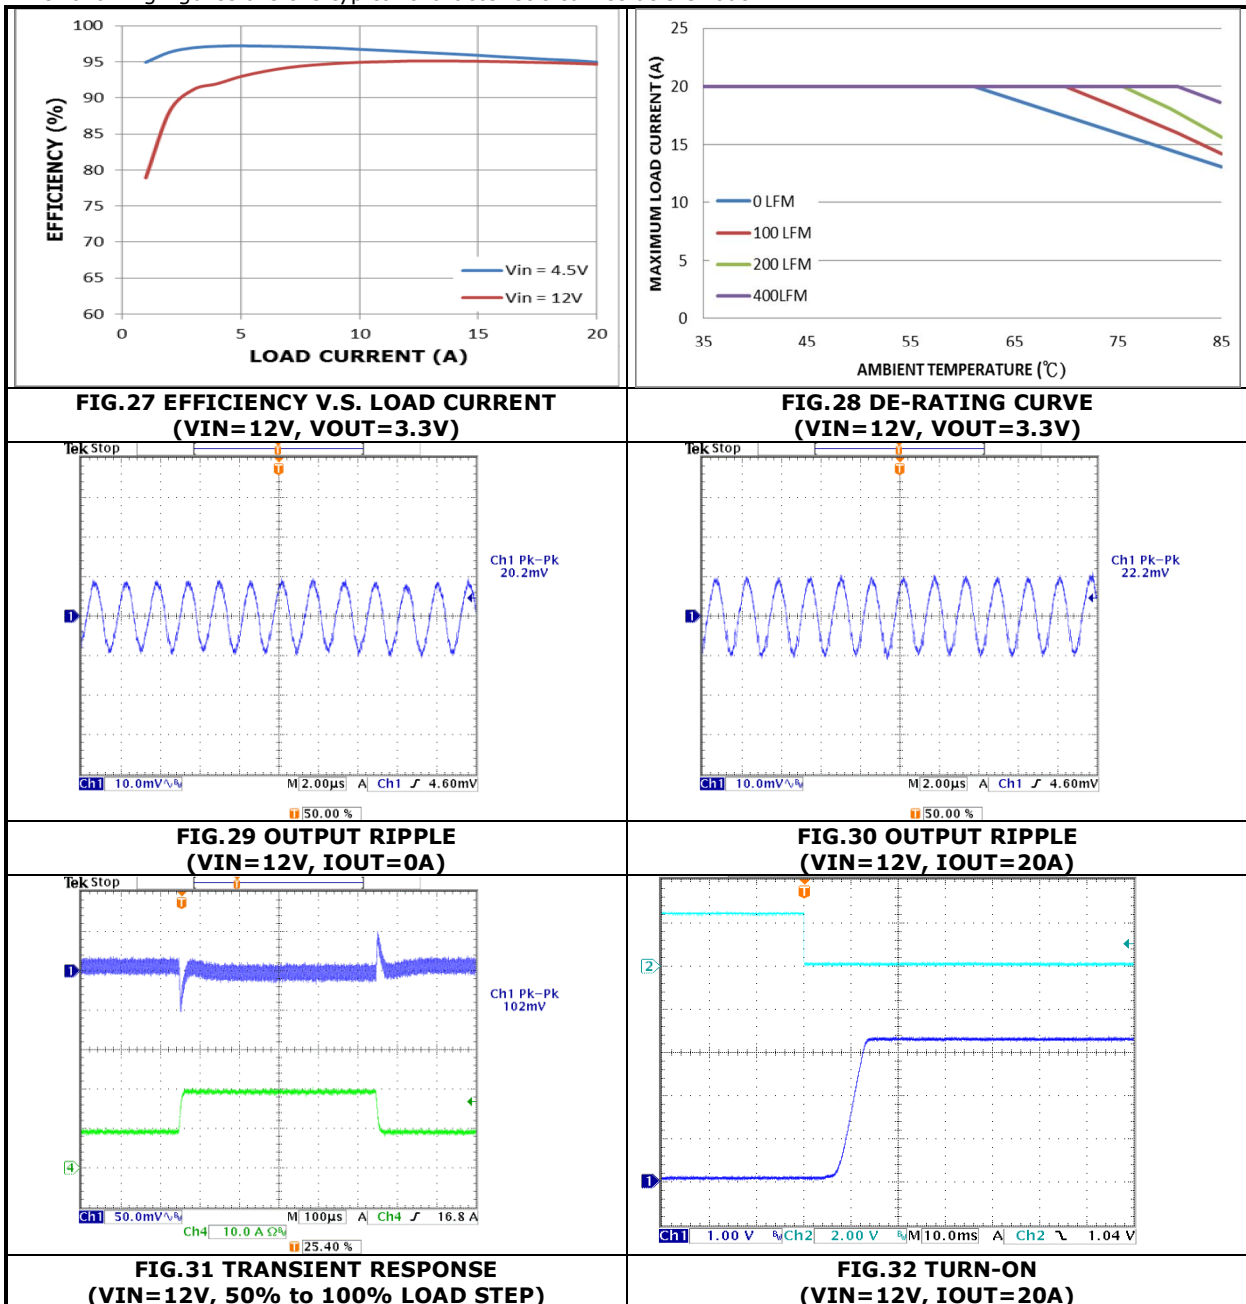 100
95
90
85
80
75
70
65
60
0
5
10
15
20
EFFICIENCY (%)
LOAD CURRENT (A)
Vin = 4.5V
Vin = 12V
25
20
15
10
5
0
35
45
55
65
75
85
MAXIMUM LOAD CURRENT (A)
AMBIENT TEMPERATURE (℃)
0 LFM
100 LFM
200 LFM
400LFM
FIG.27 EFFICIENCY V.S. LOAD CURRENT
(VIN=12V, VOUT=3.3V)
FIG.28 DE-RATING CURVE
(VIN=12V, VOUT=3.3V)
Tek Stop
T
T
1
Ch1 Pk-Pk
20.2mV
Ch1 10.0mV M 2.00µs A Ch1 4.60mV
T 50.00 %
Tek Stop
T
T
1
Ch1 Pk-Pk
22.2mV
Ch1 10.0mV M 2.00µs A Ch1 4.60mV
T 50.00 %
FIG.29 OUTPUT RIPPLE
(VIN=12V, IOUT=0A)
FIG.30 OUTPUT RIPPLE
(VIN=12V, IOUT=20A)
Tek Stop
T
T
1
Ch1 Pk-Pk
102mV
4
Ch1 50.0mV M 100µs A Ch4 16.8 A
Ch4 10.0 A Ω
T 25.40 %
T
2
1
Ch1 1.00 V Ch2 2.00 V M 10.0ms A Ch2 1.04 V
FIG.31 TRANSIENT RESPONSE
(VIN=12V, 50% to 100% LOAD STEP)
FIG.32 TURN-ON
(VIN=12V, IOUT=20A)